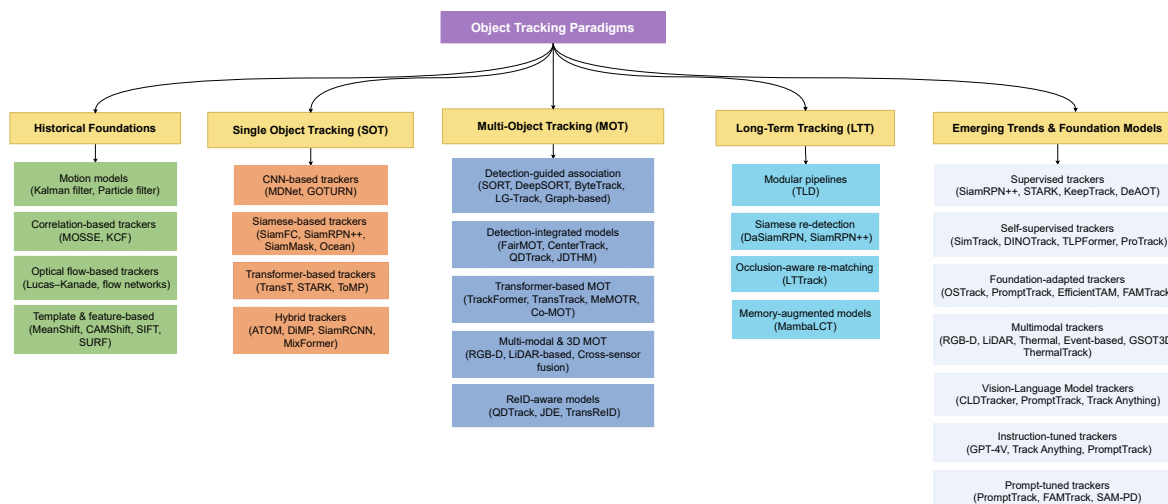 Object Tracking Paradigms
Historical Foundations
Motion models
(Kalman filter, Particle filter)
Correlation-based trackers
(MOSSE, KCF)
Optical flow-based trackers
(Lucas–Kanade, flow networks)
Template & feature-based
(MeanShift, CAMShift, SIFT,
SURF)
Single Object Tracking (SOT)
CNN-based trackers
(MDNet, GOTURN)
Siamese-based trackers
(SiamFC, SiamRPN++,
SiamMask, Ocean)
Transformer-based trackers
(TransT, STARK, ToMP)
Hybrid trackers
(ATOM, DiMP, SiamRCNN,
MixFormer)
Multi-Object Tracking (MOT)
Detection-guided association
(SORT, DeepSORT, ByteTrack,
LG-Track, Graph-based)
Detection-integrated models
(FairMOT, CenterTrack,
QDTrack, JDTHM)
Transformer-based MOT
(TrackFormer, TransTrack, MeMOTR,
Co-MOT)
Multi-modal & 3D MOT
(RGB-D, LiDAR-based, Cross-sensor
fusion)
ReID-aware models
(QDTrack, JDE, TransReID)
Long-Term Tracking (LTT)
Modular pipelines
(TLD)
Siamese re-detection
(DaSiamRPN, SiamRPN++)
Occlusion-aware re-matching
(LTTrack)
Memory-augmented models
(MambaLCT)
Emerging Trends & Foundation Models
Supervised trackers
(SiamRPN++, STARK, KeepTrack, DeAOT)
Self-supervised trackers
(SimTrack, DINOTrack, TLPFormer, ProTrack)
Foundation-adapted trackers
(OSTrack, PromptTrack, EfficientTAM, FAMTrack)
Multimodal trackers
(RGB-D, LiDAR, Thermal, Event-based, GSOT3D
ThermalTrack)
Vision-Language Model trackers
(CLDTracker, PromptTrack, Track Anything)
Instruction-tuned trackers
(GPT-4V, Track Anything, PromptTrack)
Prompt-tuned trackers
(PromptTrack, FAMTrack, SAM-PD)